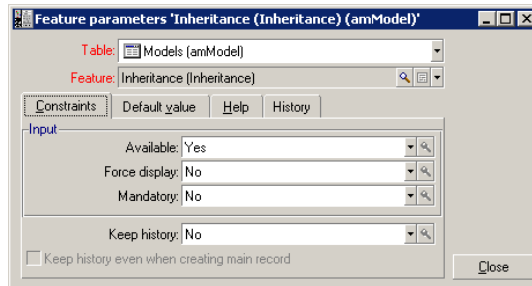 Feature parameters 'Inheritance (Inheritance) (amModel)'
Table: Models (amModel)
Feature: Inheritance (Inheritance)
Constraints Default value Help History
Input
Available: Yes
Force display: No
Mandatory: No
Keep history: No
Keep history even when creating main record
Close